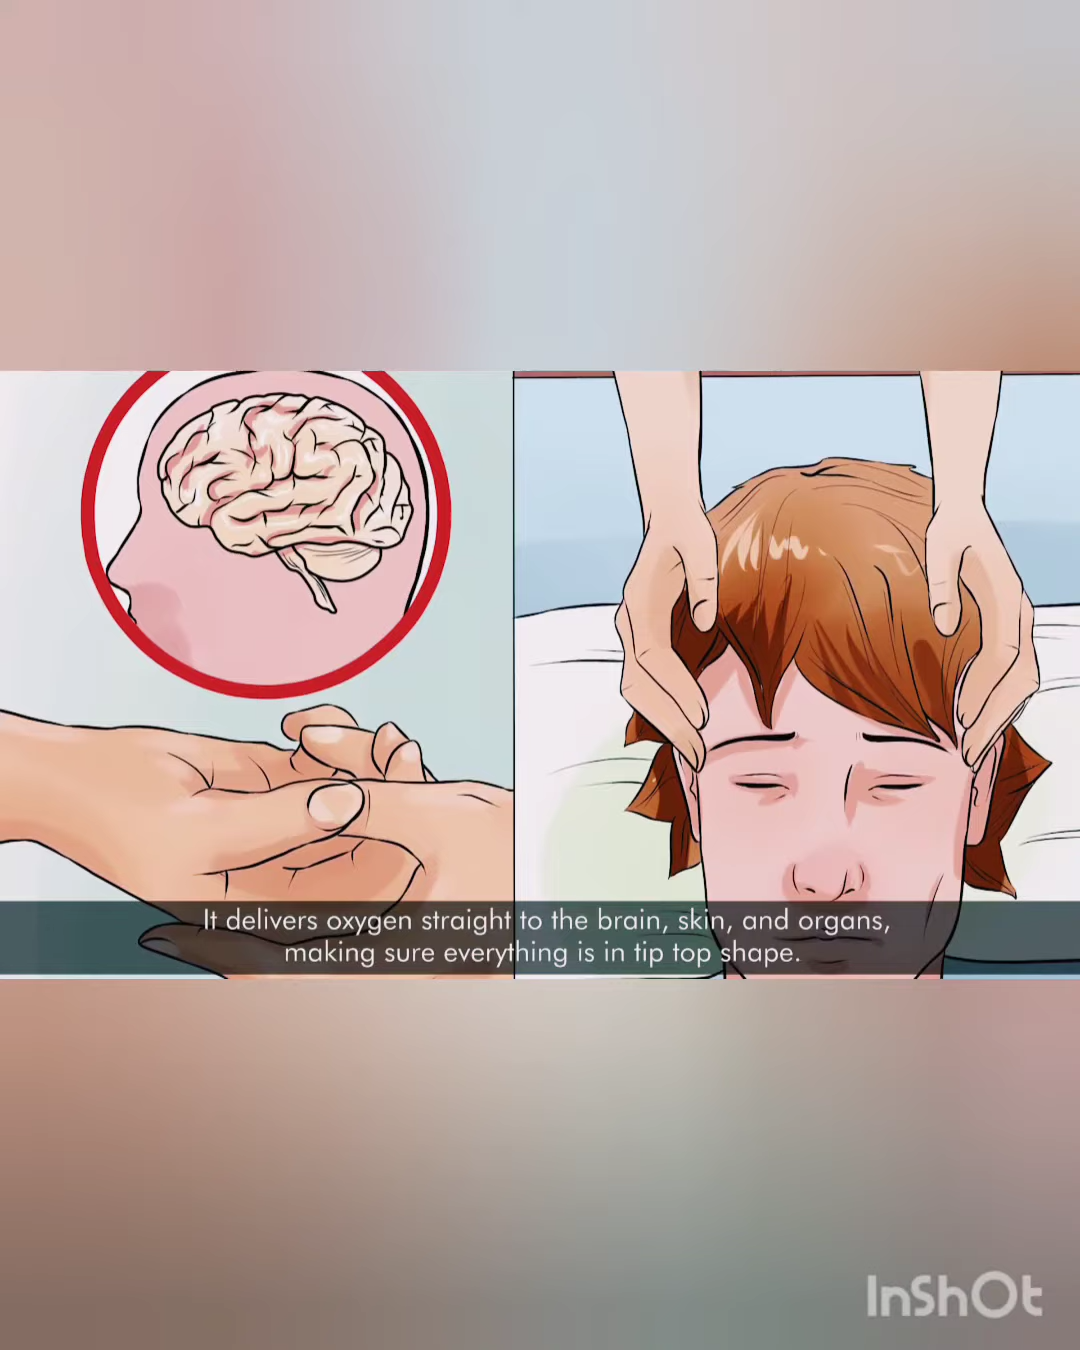 It delivers oxygen straight to the brain, skin, and organs,
making sure everything is in tip top shape.
InShOt